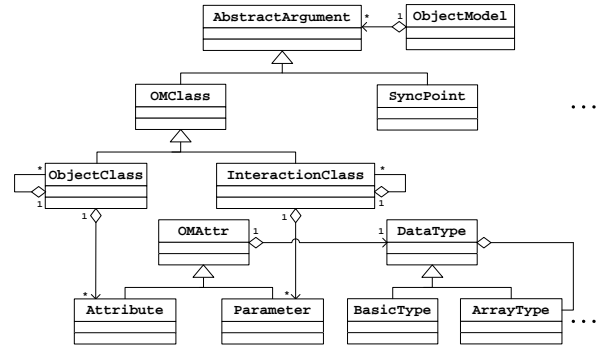 AbstractArgument * 1 ObjectModel
OMClass SyncPoint
...
* ObjectClass InteractionClass *
1 1
1 1
OMAttr 1 1 DataType
* Attribute * Parameter BasicType ArrayType
...